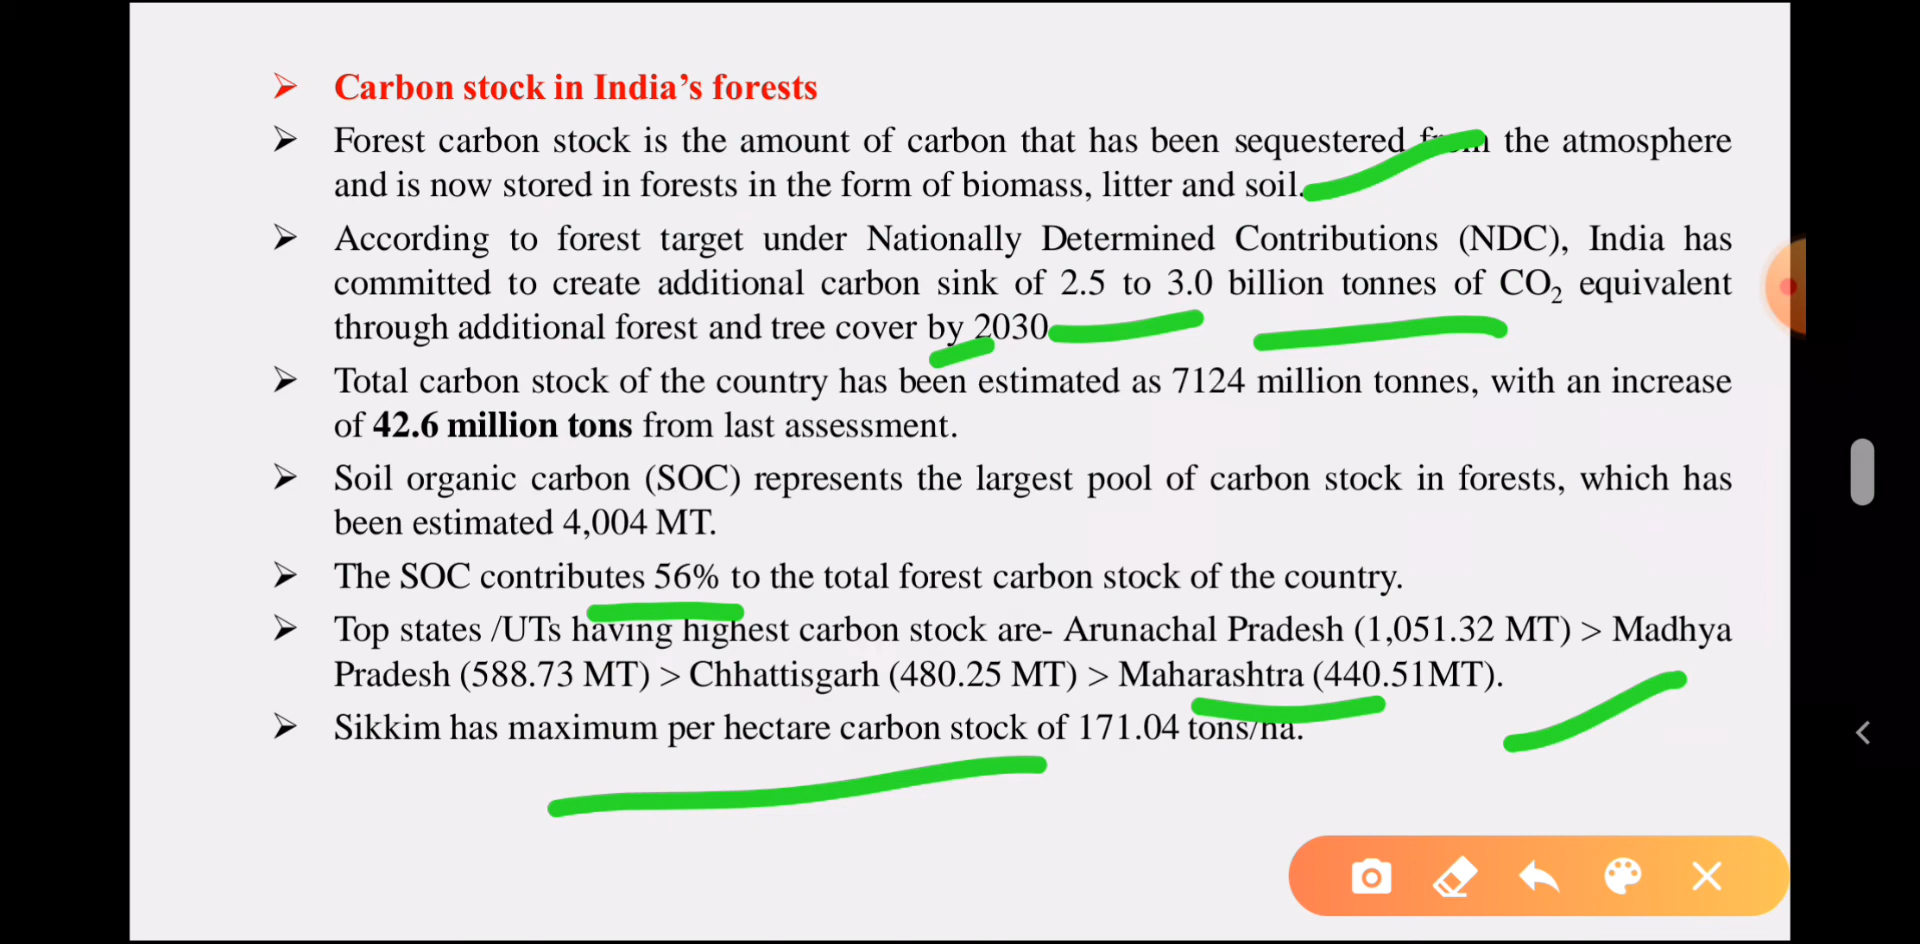 Carbon stock in India's forests
Forest carbon stock is the amount of carbon that has been sequestered from the atmosphere
and is now stored in forests in the form of biomass, litter and soil.
According to forest target under Nationally Determined Contributions (NDC), India has
committed to create additional carbon sink of 2.5 to 3.0 billion tonnes of CO₂ equivalent
through additional forest and tree cover by 2030
Total carbon stock of the country has been estimated as 7124 million tonnes, with an increase
of 42.6 million tons from last assessment.
Soil organic carbon (SOC) represents the largest pool of carbon stock in forests, which has
been estimated 4,004 MT.
The SOC contributes 56% to the total forest carbon stock of the country.
Top states /UTs having highest carbon stock are- Arunachal Pradesh (1,051.32 MT) > Madhya
Pradesh (588.73 MT) > Chhattisgarh (480.25 MT) > Maharashtra (440.51MT).
Sikkim has maximum per hectare carbon stock of 171.04 tons/ha.